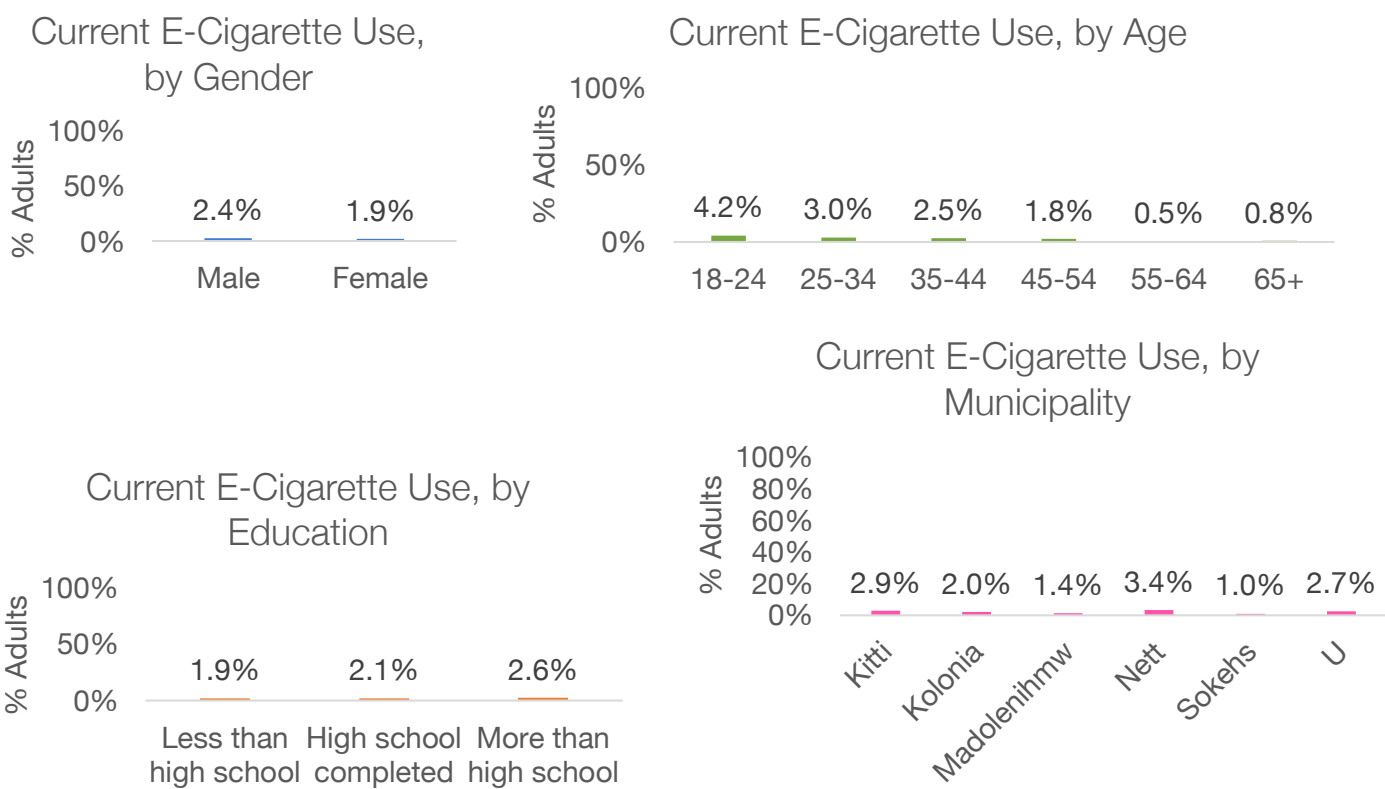 Current E-Cigarette Use,
by Gender
% Adults
100%
50%
0%
2.4% 1.9%
Male Female
Current E-Cigarette Use, by Age
% Adults
100%
50%
0%
4.2% 3.0% 2.5% 1.8% 0.5% 0.8%
18-24 25-34 35-44 45-54 55-64 65+
Current E-Cigarette Use, by
Education
% Adults
100%
50%
0%
1.9% 2.1% 2.6%
Less than High school More than
high school completed high school
Current E-Cigarette Use, by
Municipality
% Adults
100%
80%
60%
40%
20%
0%
2.9% 2.0% 1.4% 3.4% 1.0% 2.7%
Kitti Kolonia Madolenihmw Nett Sokehs U